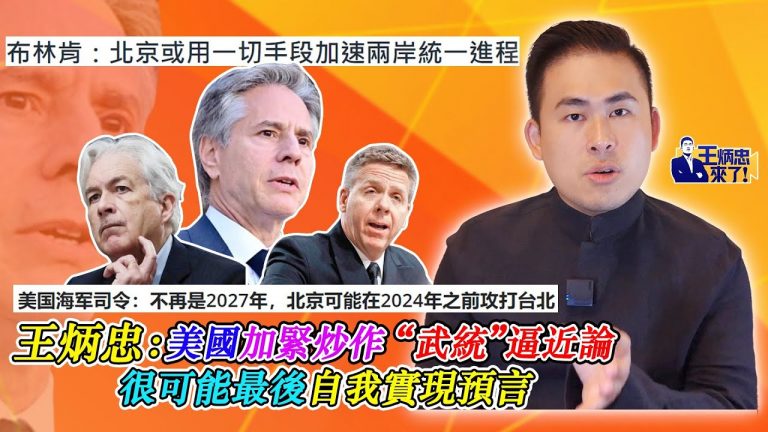 布林肯：北京或用一切手段加速兩岸統一進程
王炳忠
來了!
美国海军司令：不再是2027年，北京可能在2024年之前攻打台北
王炳忠:美國加緊炒作“武統”逼近論
很可能最後自我實現預言